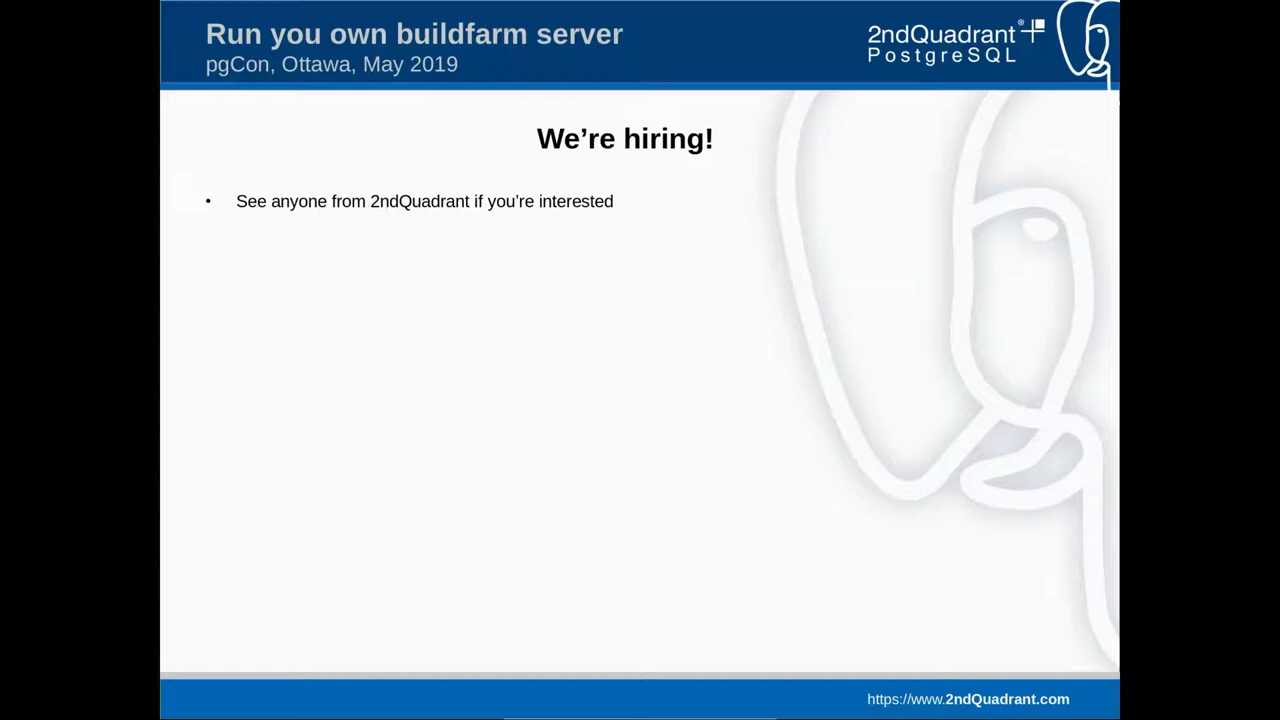 Run you own buildfarm server
pgCon, Ottawa, May 2019
2ndQuadrant®
PostgreSQL
We’re hiring!
• See anyone from 2ndQuadrant if you’re interested
https://www.2ndQuadrant.com